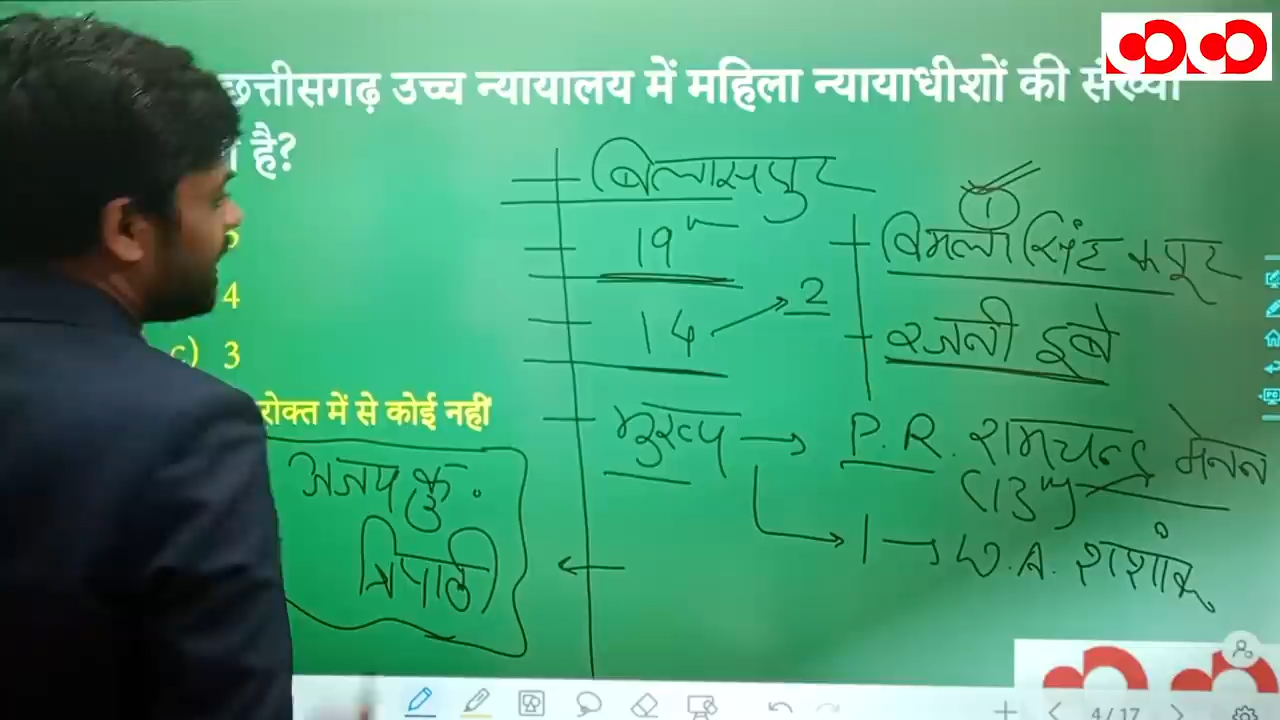 छत्तीसगढ़ उच्च न्यायालय में महिला न्यायाधीशों की संख्या
है?
4
c) 3
रोक्त में से कोई नहीं
बिलासपुर
19
14 → 2
1
विमला सिंह कपूर
रजनी दुबे
मुख्य → P. R. रामचन्द्र मेनन
(13
1 → W. A. शशांक
अजय कु.
त्रिपाठी
4 / 17